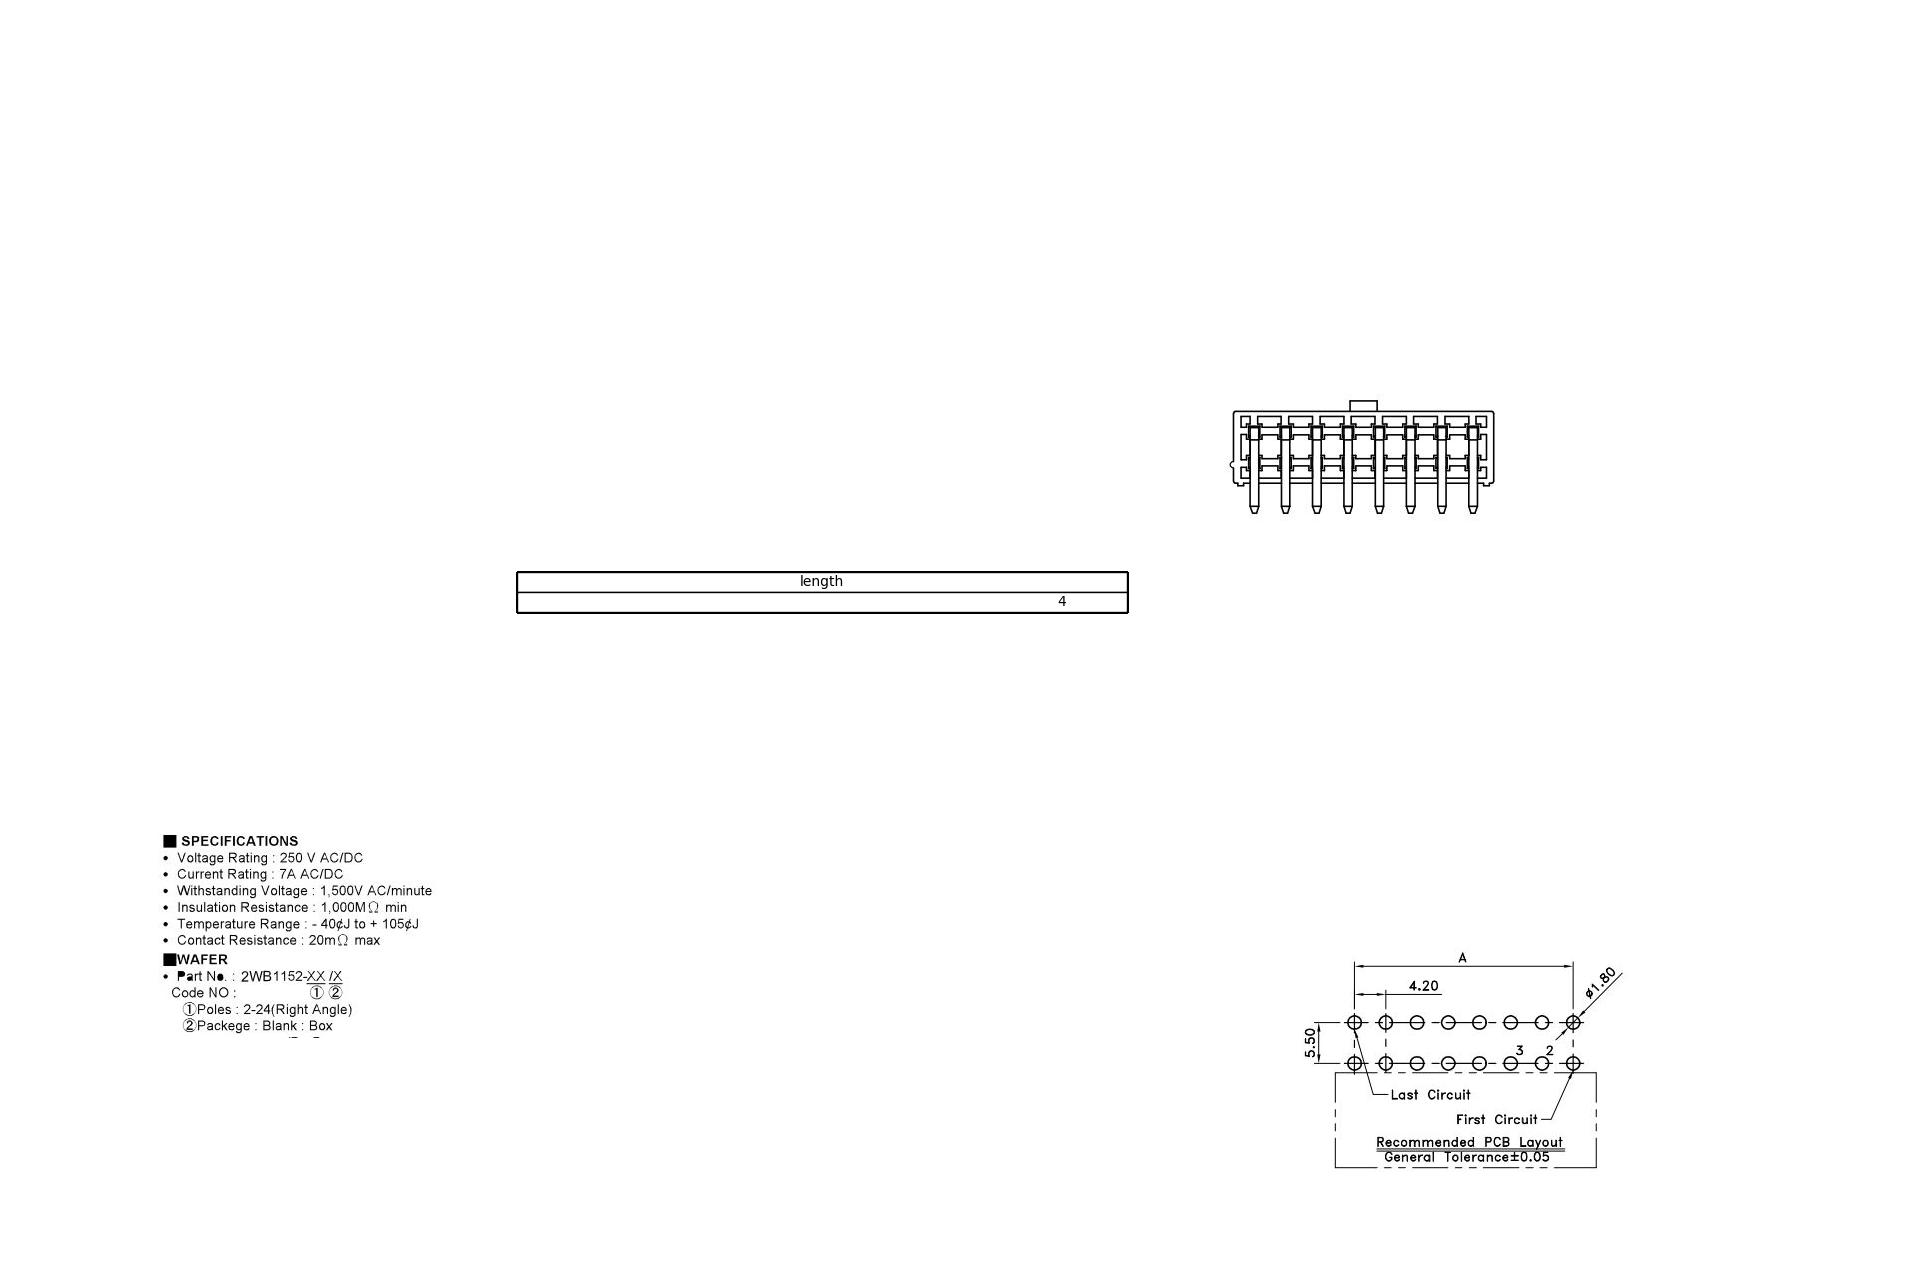 length
4
■ SPECIFICATIONS
• Voltage Rating : 250 V AC/DC
• Current Rating : 7A AC/DC
• Withstanding Voltage : 1,500V AC/minute
• Insulation Resistance : 1,000MΩ min
• Temperature Range : - 40¢J to + 105¢J
• Contact Resistance : 20mΩ max
■WAFER
• Part No. : 2WB1152-XX /X
Code NO : ① ②
①Poles : 2-24(Right Angle)
②Packege : Blank : Box
A
4.20
ø1.80
5.50
3 2
Last Circuit
First Circuit
Recommended PCB Layout
General Tolerance±0.05